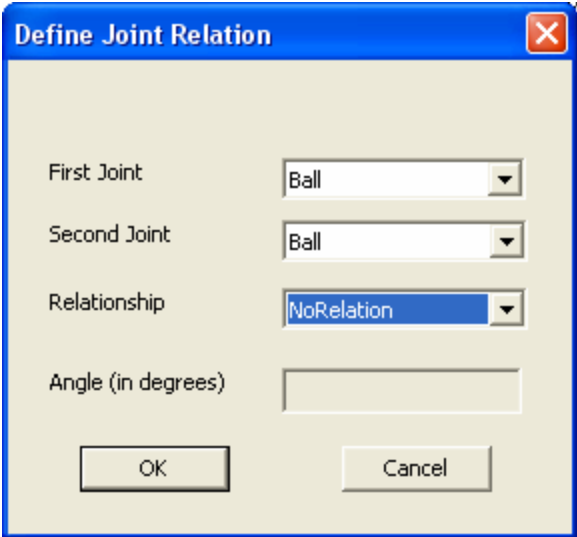 Define Joint Relation
First Joint Ball
Second Joint Ball
Relationship NoRelation
Angle (in degrees)
OK Cancel